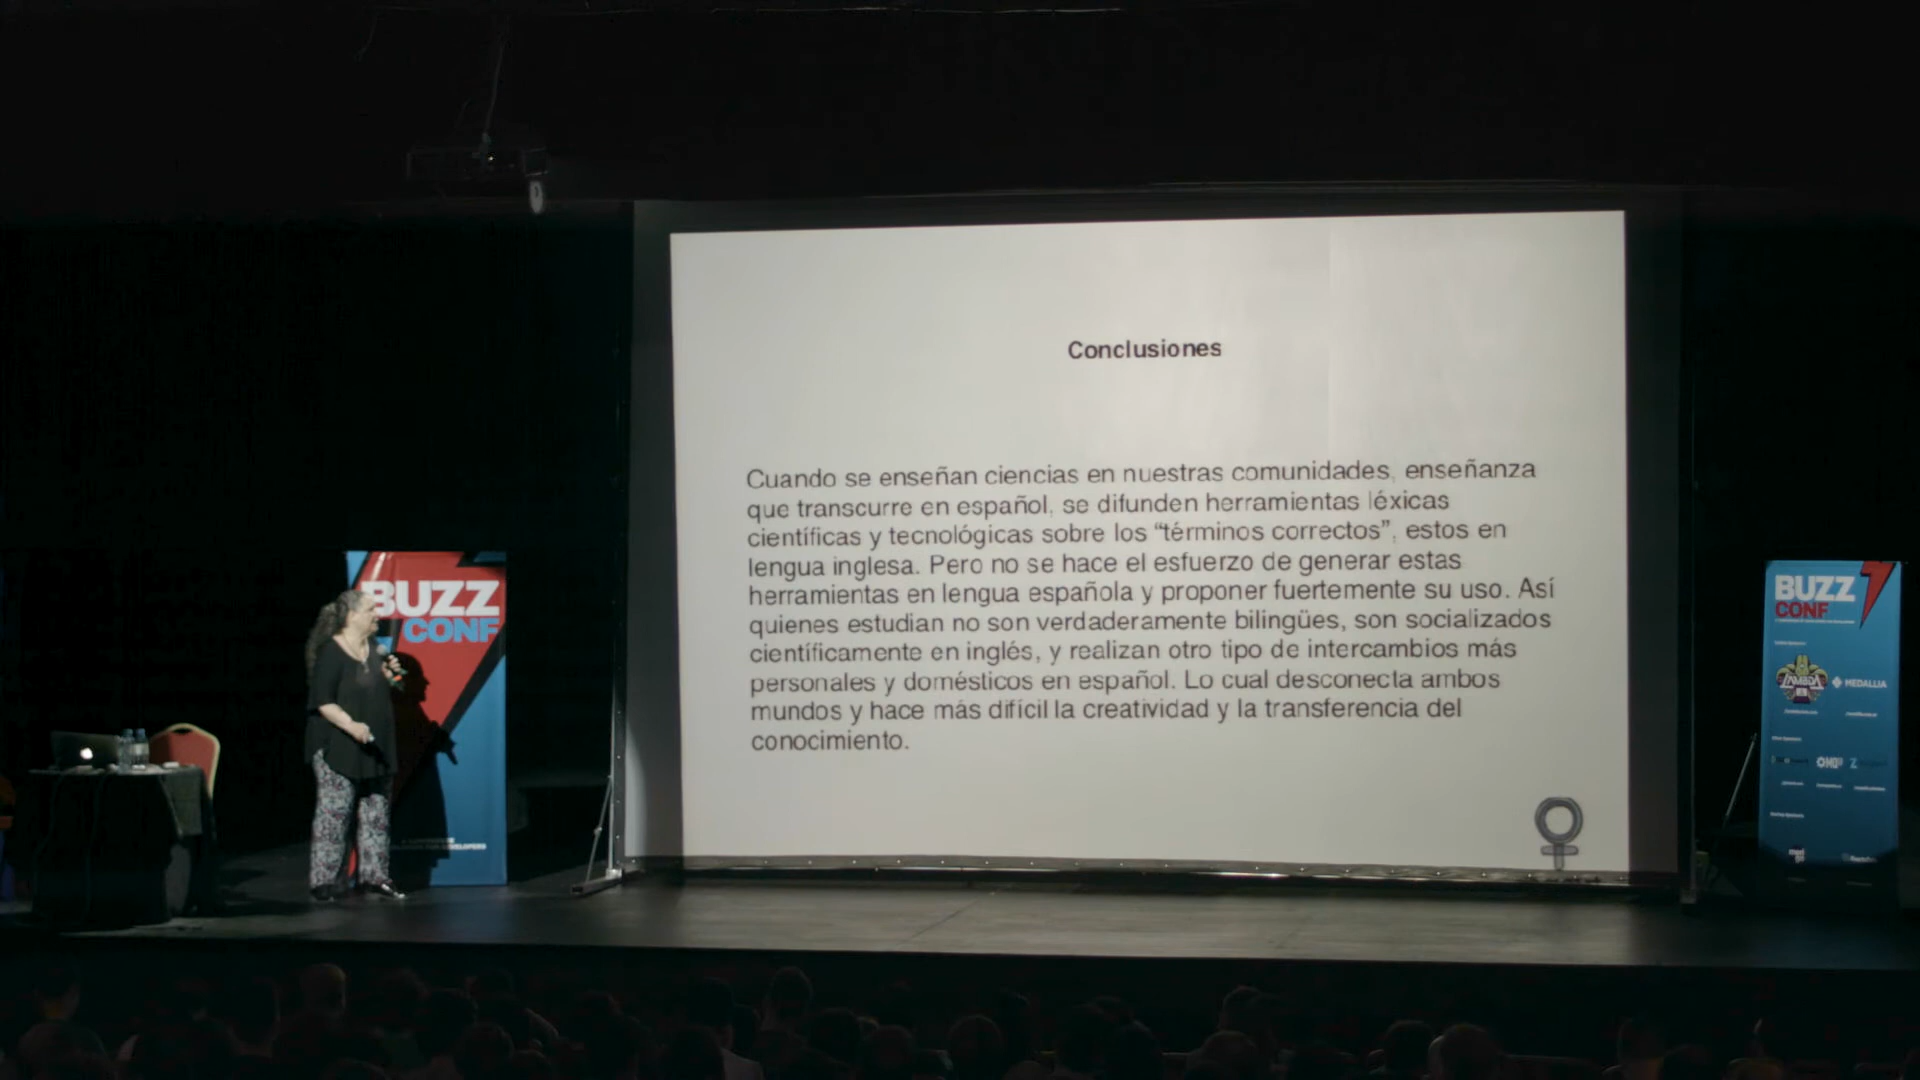 Conclusiones
Cuando se enseñan ciencias en nuestras comunidades, enseñanza
que transcurre en español, se difunden herramientas léxicas
científicas y tecnológicas sobre los “términos correctos”, estos en
lengua inglesa. Pero no se hace el esfuerzo de generar estas
herramientas en lengua española y proponer fuertemente su uso. Así
quienes estudian no son verdaderamente bilingües, son socializados
científicamente en inglés, y realizan otro tipo de intercambios más
personales y domésticos en español. Lo cual desconecta ambos
mundos y hace más difícil la creatividad y la transferencia del
conocimiento.
BUZZ
CONF
BUZZ
CONF
LAMBDA
MEDALLIA